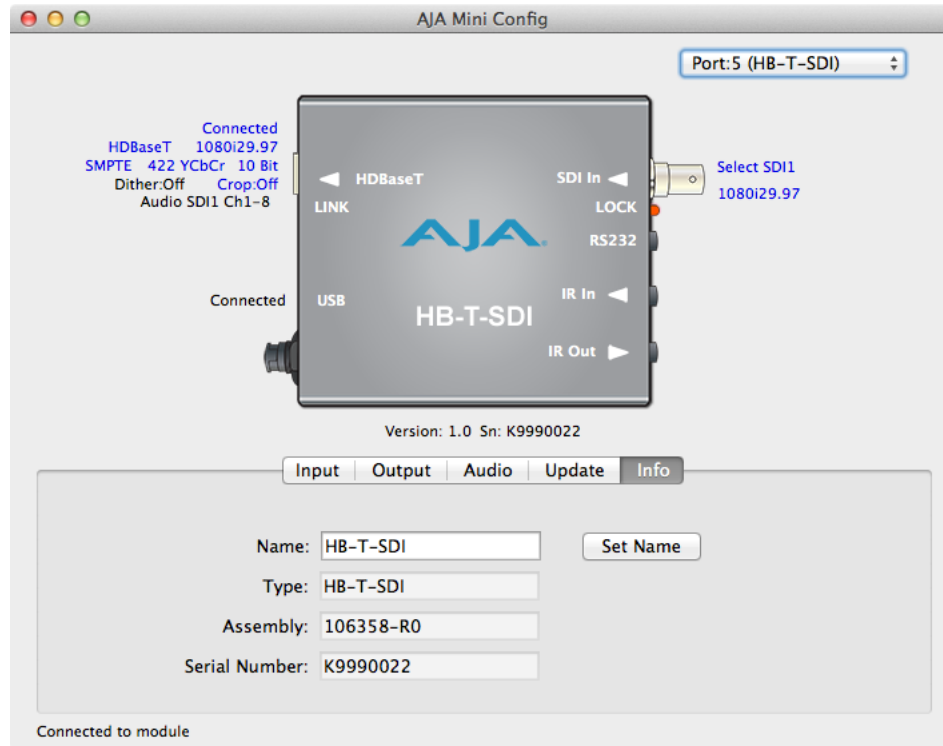 AJA Mini Config
Port:5 (HB-T-SDI)
Connected
HDBaseT 1080i29.97
SMPTE 422 YCbCr 10 Bit
Dither:Off Crop:Off
Audio SDI1 Ch1-8
HDBaseT
LINK
SDI In
LOCK
RS232
Select SDI1
1080i29.97
AJA
Connected
USB
HB-T-SDI
IR In
IR Out
Version: 1.0 Sn: K9990022
Input Output Audio Update Info
Name: HB-T-SDI Set Name
Type: HB-T-SDI
Assembly: 106358-R0
Serial Number: K9990022
Connected to module